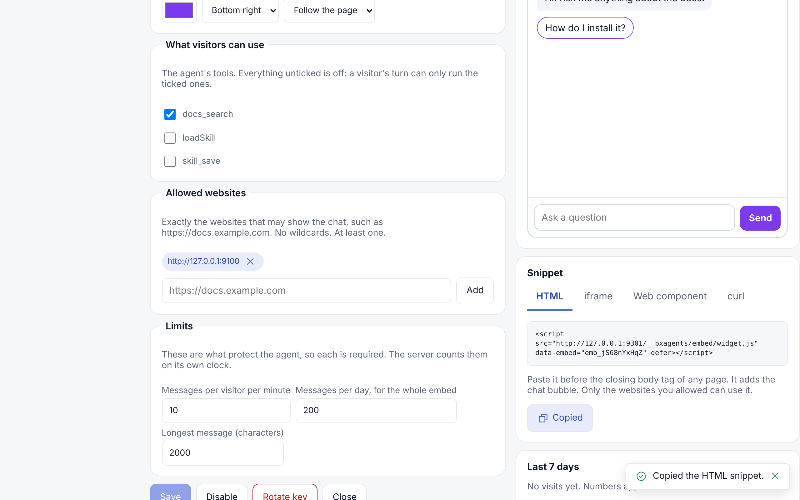 Bottom right
Follow the page
What visitors can use
The agent's tools. Everything unticked is off: a visitor's turn can only run the
ticked ones.
docs_search
loadSkill
skill_save
Allowed websites
Exactly the websites that may show the chat, such as
https://docs.example.com. No wildcards. At least one.
http://127.0.0.1:9100
https://docs.example.com
Add
Limits
These are what protect the agent, so each is required. The server counts them
on its own clock.
Messages per visitor per minute
Messages per day, for the whole embed
10
200
Longest message (characters)
2000
Save
Disable
Rotate key
Close
How do I install it?
Ask a question
Send
Snippet
HTML
iframe
Web component
curl
<script
data-embed="emb_jS68nYxHqZ" defer></script>
Paste it before the closing body tag of any page. It adds the
chat bubble. Only the websites you allowed can use it.
Copied
Last 7 days
No visits yet. Numbers
Copied the HTML snippet.